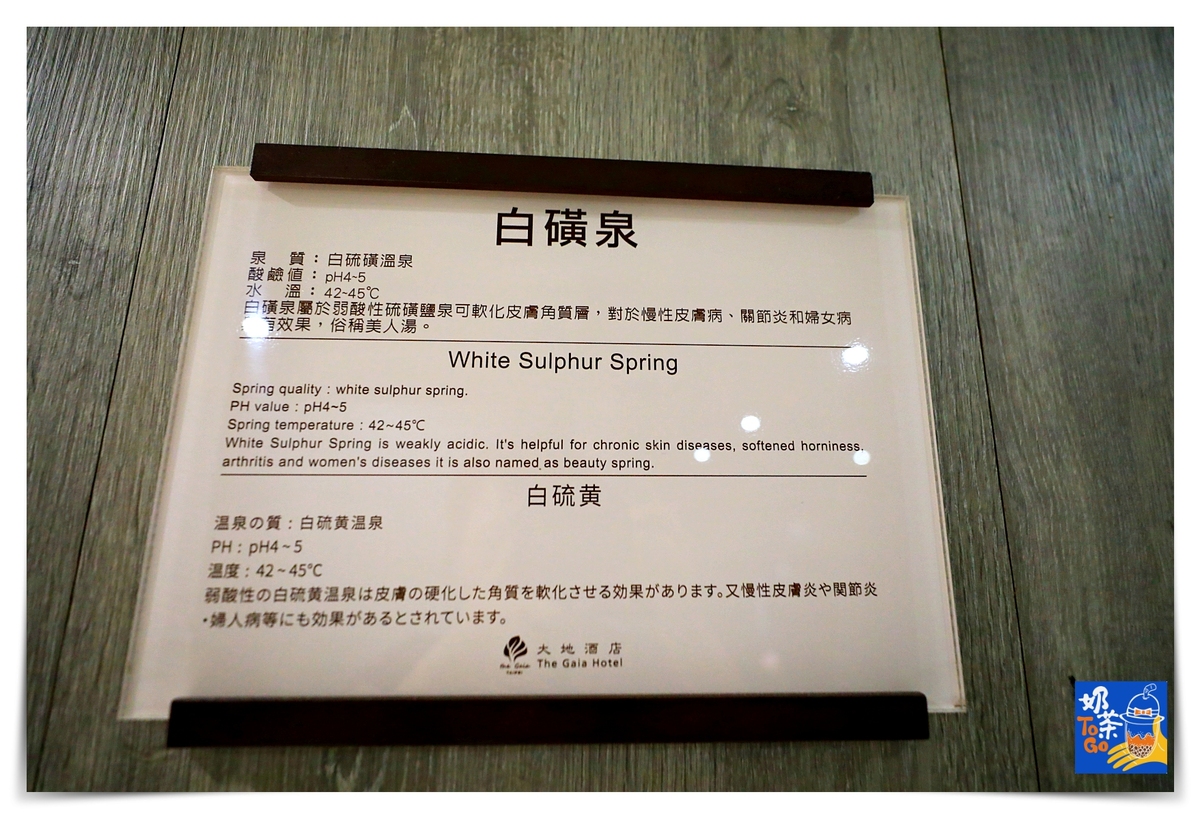 白磺泉
泉 質：白硫磺溫泉
酸鹼值：pH4~5
水 溫：42~45℃
白磺泉屬於弱酸性硫磺鹽泉可軟化皮膚角質層，對於慢性皮膚病、關節炎和婦女病
有效果，俗稱美人湯。
White Sulphur Spring
Spring quality : white sulphur spring.
PH value : pH4~5
Spring temperature : 42~45℃
White Sulphur Spring is weakly acidic. It's helpful for chronic skin diseases, softened horniness,
arthritis and women's diseases it is also named as beauty spring.
白硫黄
温泉の質：白硫黄温泉
PH：pH4～5
温度：42～45℃
弱酸性の白硫黄温泉は皮膚の硬化した角質を軟化させる効果があります。又慢性皮膚炎や関節炎
・婦人病等にも効果があるとされています。
the Gaia
TAIPEI
大地酒店
The Gaia Hotel
奶茶
ToGo